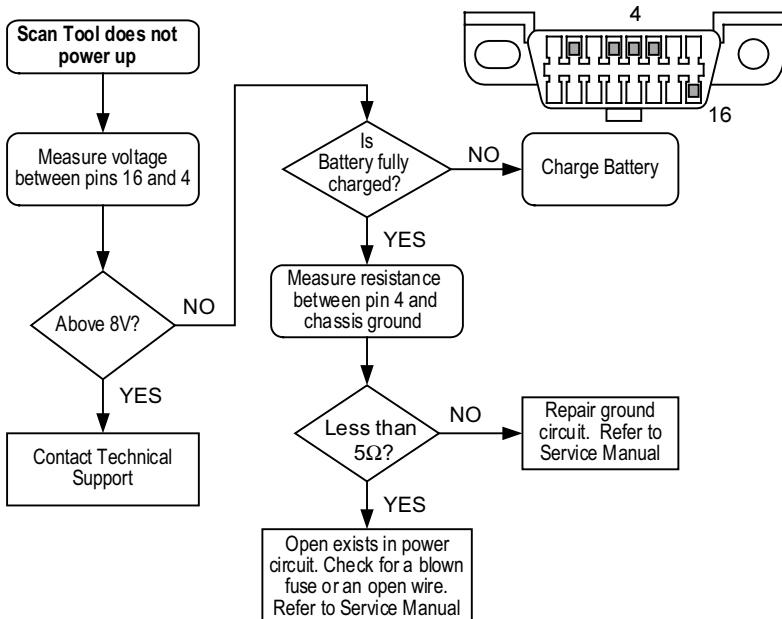 Scan Tool does not
power up
Measure voltage
between pins 16 and 4
Above 8V?
NO
YES
Contact Technical
Support
Is
Battery fully
charged?
NO
Charge Battery
YES
Measure resistance
between pin 4 and
chassis ground
Less than
5Ω?
NO
Repair ground
circuit. Refer to
Service Manual
YES
Open exists in power
circuit. Check for a blown
fuse or an open wire.
Refer to Service Manual
4
16